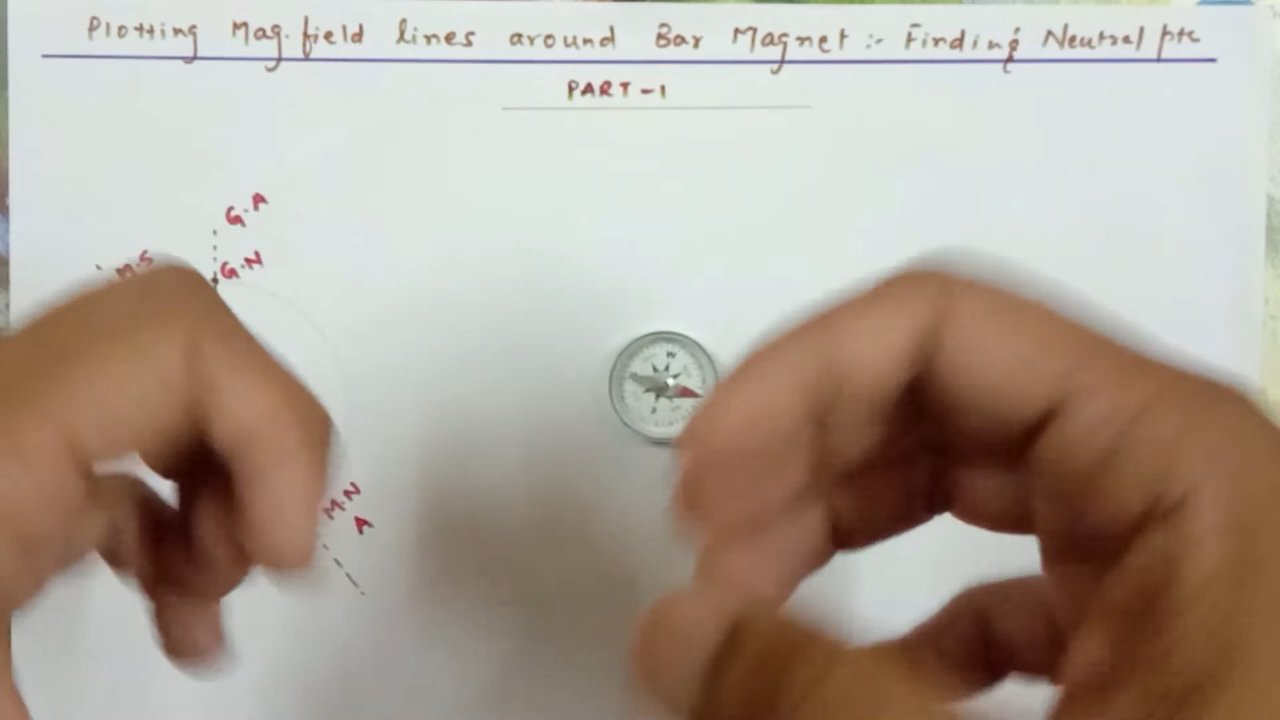 Plotting Mag. field lines around Bar Magnet :- Finding Neutral pts
PART-1
G.A
G.N
M.S
W
M.N
A